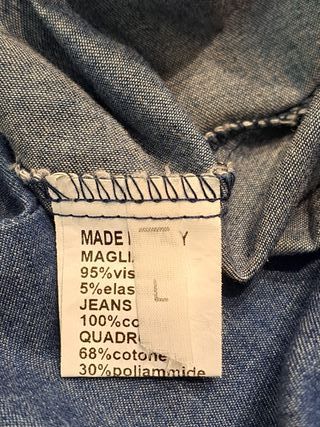 MADE Y
MAGLI
95%vis
5%elas L
JEANS
100%co
QUADR
68%cotone
30%poliammide